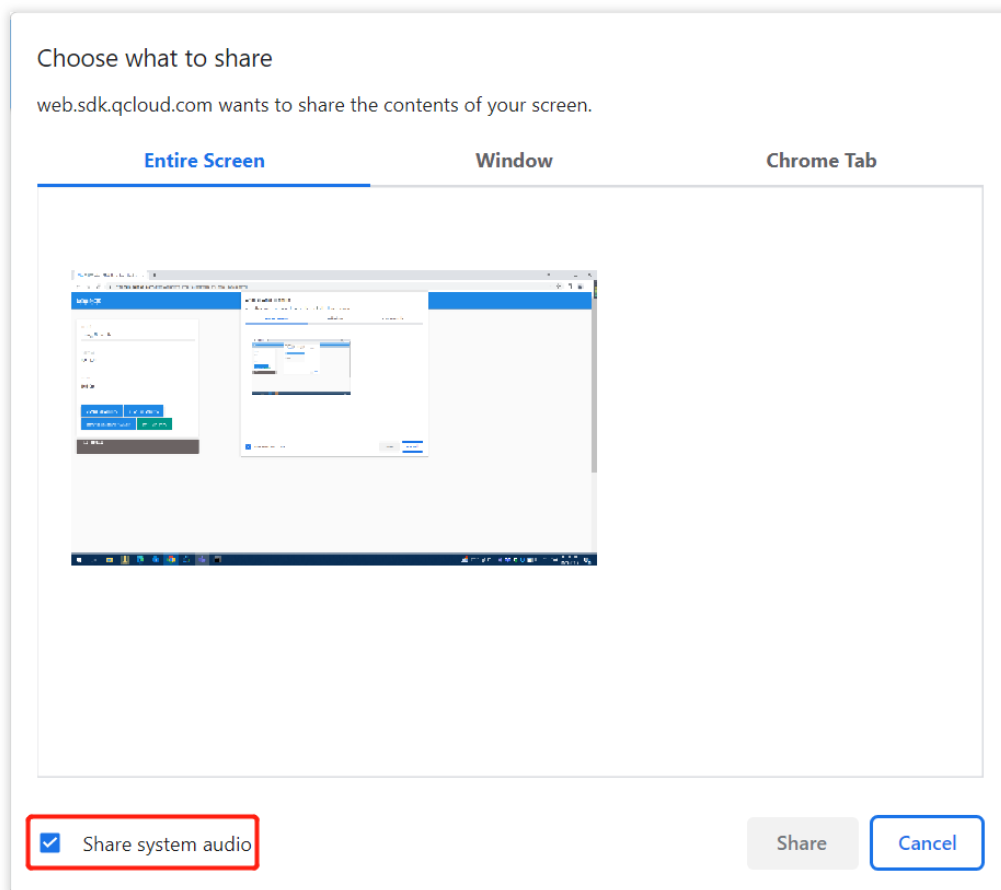 Choose what to share
web.sdk.qcloud.com wants to share the contents of your screen.
Entire Screen
Window
Chrome Tab
Share system audio
Share
Cancel